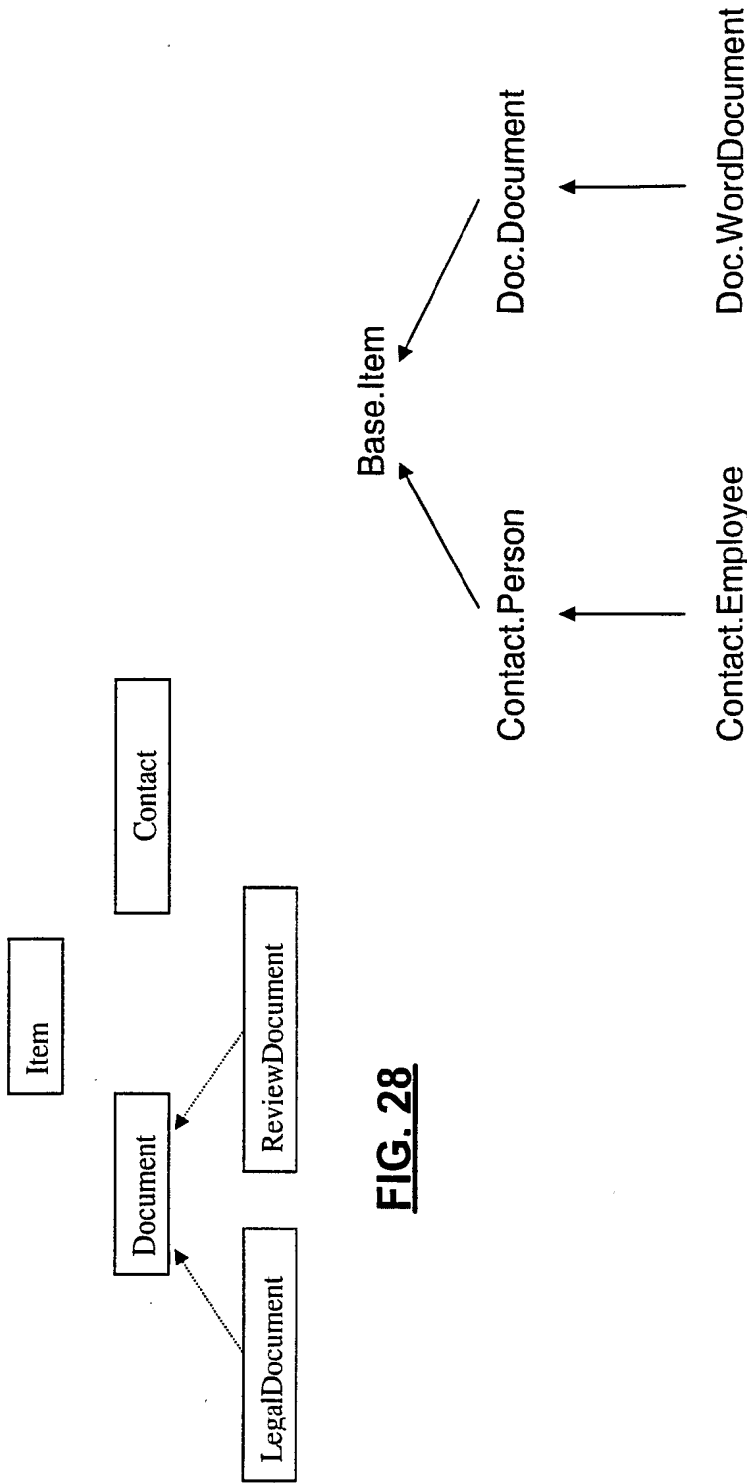 Item
Document
Contact
LegalDocument
ReviewDocument
FIG. 28
Base.Item
Contact.Person
Doc.Document
Contact.Employee
Doc.WordDocument